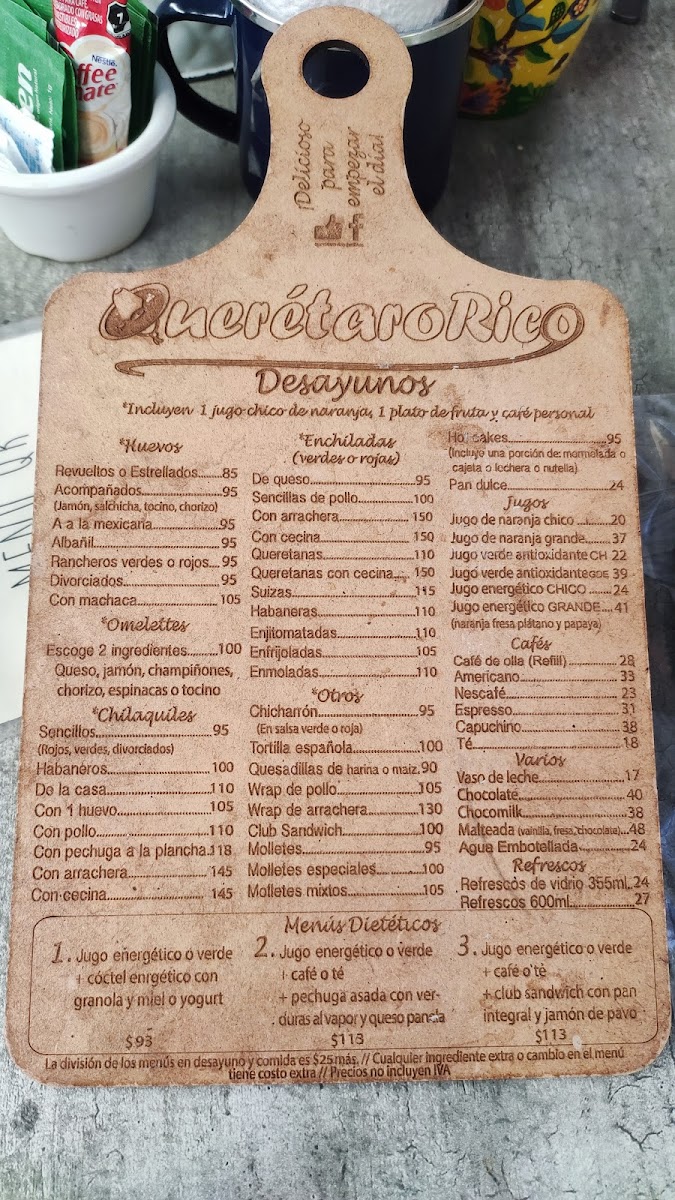 Nestlé
Coffee
mate
en
MENU QR
¡Delicioso
para
empezar
el día!
QuerétaroRico
Desayunos
*Incluyen 1 jugo chico de naranja, 1 plato de fruta y café personal
*Huevos
Revueltos o Estrellados.......85
Acompañados.......95
(Jamón, salchicha, tocino, chorizo)
A a la mexicana.......95
Albañil.......95
Rancheros verdes o rojos...95
Divorciados.......95
Con machaca.......105
*Omelettes
Escoge 2 ingredientes.......100
Queso, jamón, champiñones,
chorizo, espinacas o tocino
*Chilaquiles
Sencillos.......95
(Rojos, verdes, divorciados)
Habaneros.......100
De la casa.......110
Con 1 huevo.......105
Con pollo.......110
Con pechuga a la plancha.118
Con arrachera.......145
Con cecina.......145
*Enchiladas
(verdes o rojas)
De queso.......95
Sencillas de pollo.......100
Con arrachera.......150
Con cecina.......150
Queretanas.......110
Queretanas con cecina.... 150
Suizas.......115
Habaneras.......110
Enjitomatadas.......110
Enfrijoladas.......105
Enmoladas.......110
*Otros
Chicharrón.......95
(En salsa verde o roja)
Tortilla española.......100
Quesadillas de harina o maiz.90
Wrap de pollo.......105
Wrap de arrachera.......130
Club Sandwich.......100
Molletes.......95
Molletes especiales.......100
Molletes mixtos.......105
Hot cakes.......95
(Incluye una porción de: mermelada o
cajeta o lechera o nutella)
Pan dulce.......24
Jugos
Jugo de naranja chico.......20
Jugo de naranja grande.......37
Jugo verde antioxidante CH 22
Jugo verde antioxidante GDE 39
Jugo energético CHICO.......24
Jugo energético GRANDE....41
(naranja fresa plátano y papaya)
Cafés
Café de olla (Refill).......28
Americano.......33
Nescafé.......23
Espresso.......31
Capuchino.......38
Té.......18
Varios
Vaso de leche.......17
Chocolate.......40
Chocomilk.......38
Malteada (vainilla, fresa, chocolate)...48
Agua Embotellada.......24
Refrescos
Refrescos de vidrio 355ml..24
Refrescos 600ml.......27
Menús Dietéticos
1. Jugo energético o verde
+ cóctel enrgético con
granola y miel o yogurt
$93
2. Jugo energético o verde
+ café o té
+ pechuga asada con ver-
duras al vapor y queso panela
$113
3. Jugo energético o verde
+ café o té
+ club sandwich con pan
integral y jamón de pavo
$113
La división de los menús en desayuno y comida es $25 más. // Cualquier ingrediente extra o cambio en el menú
tiene costo extra // Precios no incluyen IVA